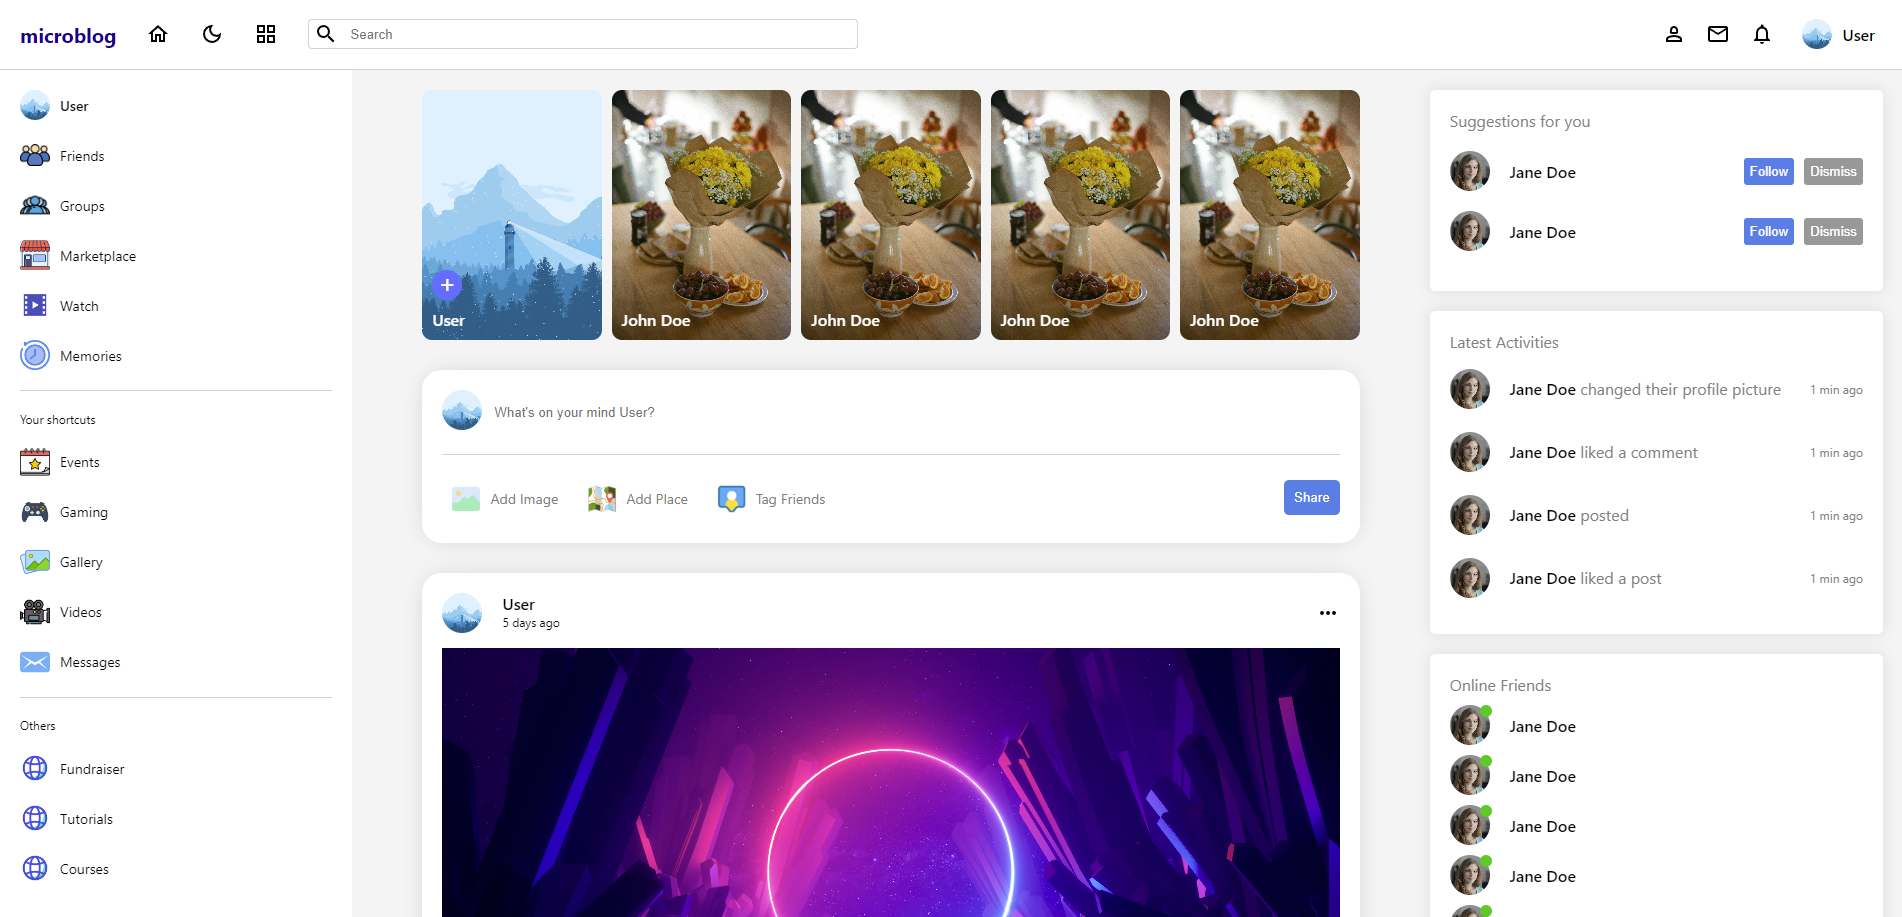 microblog
Search
User
User
Friends
Groups
Marketplace
Watch
Memories
Your shortcuts
Events
Gaming
Gallery
Videos
Messages
Others
Fundraiser
Tutorials
Courses
User
John Doe
John Doe
John Doe
John Doe
What's on your mind User?
Add Image
Add Place
Tag Friends
Share
User
5 days ago
Suggestions for you
Jane Doe
Follow
Dismiss
Jane Doe
Follow
Dismiss
Latest Activities
Jane Doe changed their profile picture
1 min ago
Jane Doe liked a comment
1 min ago
Jane Doe posted
1 min ago
Jane Doe liked a post
1 min ago
Online Friends
Jane Doe
Jane Doe
Jane Doe
Jane Doe